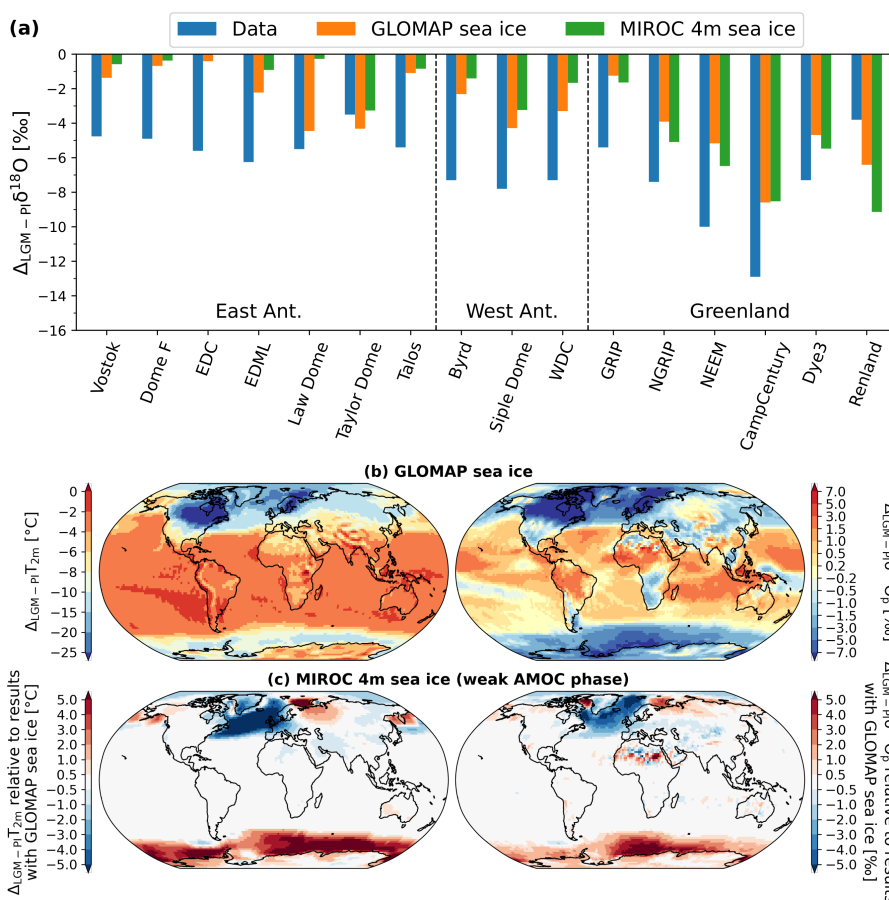 (a)
Data
GLOMAP sea ice
MIROC 4m sea ice
Δ_LGM−PI δ¹⁸O [‰]
0
−2
−4
−6
−8
−10
−12
−14
−16
East Ant.
West Ant.
Greenland
Vostok
Dome F
EDC
EDML
Law Dome
Taylor Dome
Talos
Byrd
Siple Dome
WDC
GRIP
NGRIP
NEEM
CampCentury
Dye3
Renland
(b) GLOMAP sea ice
Δ_LGM−PI T_2m [°C]
0
−2
−4
−6
−8
−10
−15
−20
−25
7.0
5.0
3.0
1.5
1.0
0.5
0.2
−0.2
−0.5
−1.0
−1.5
−3.0
−5.0
−7.0
(c) MIROC 4m sea ice (weak AMOC phase)
Δ_LGM−PI T_2m relative to results
with GLOMAP sea ice [°C]
5.0
4.0
3.0
2.0
1.0
0.5
−0.5
−1.0
−2.0
−3.0
−4.0
−5.0
5.0
4.0
3.0
2.0
1.0
0.5
−0.5
−1.0
−2.0
−3.0
−4.0
−5.0
with GLOMAP sea ice [‰]